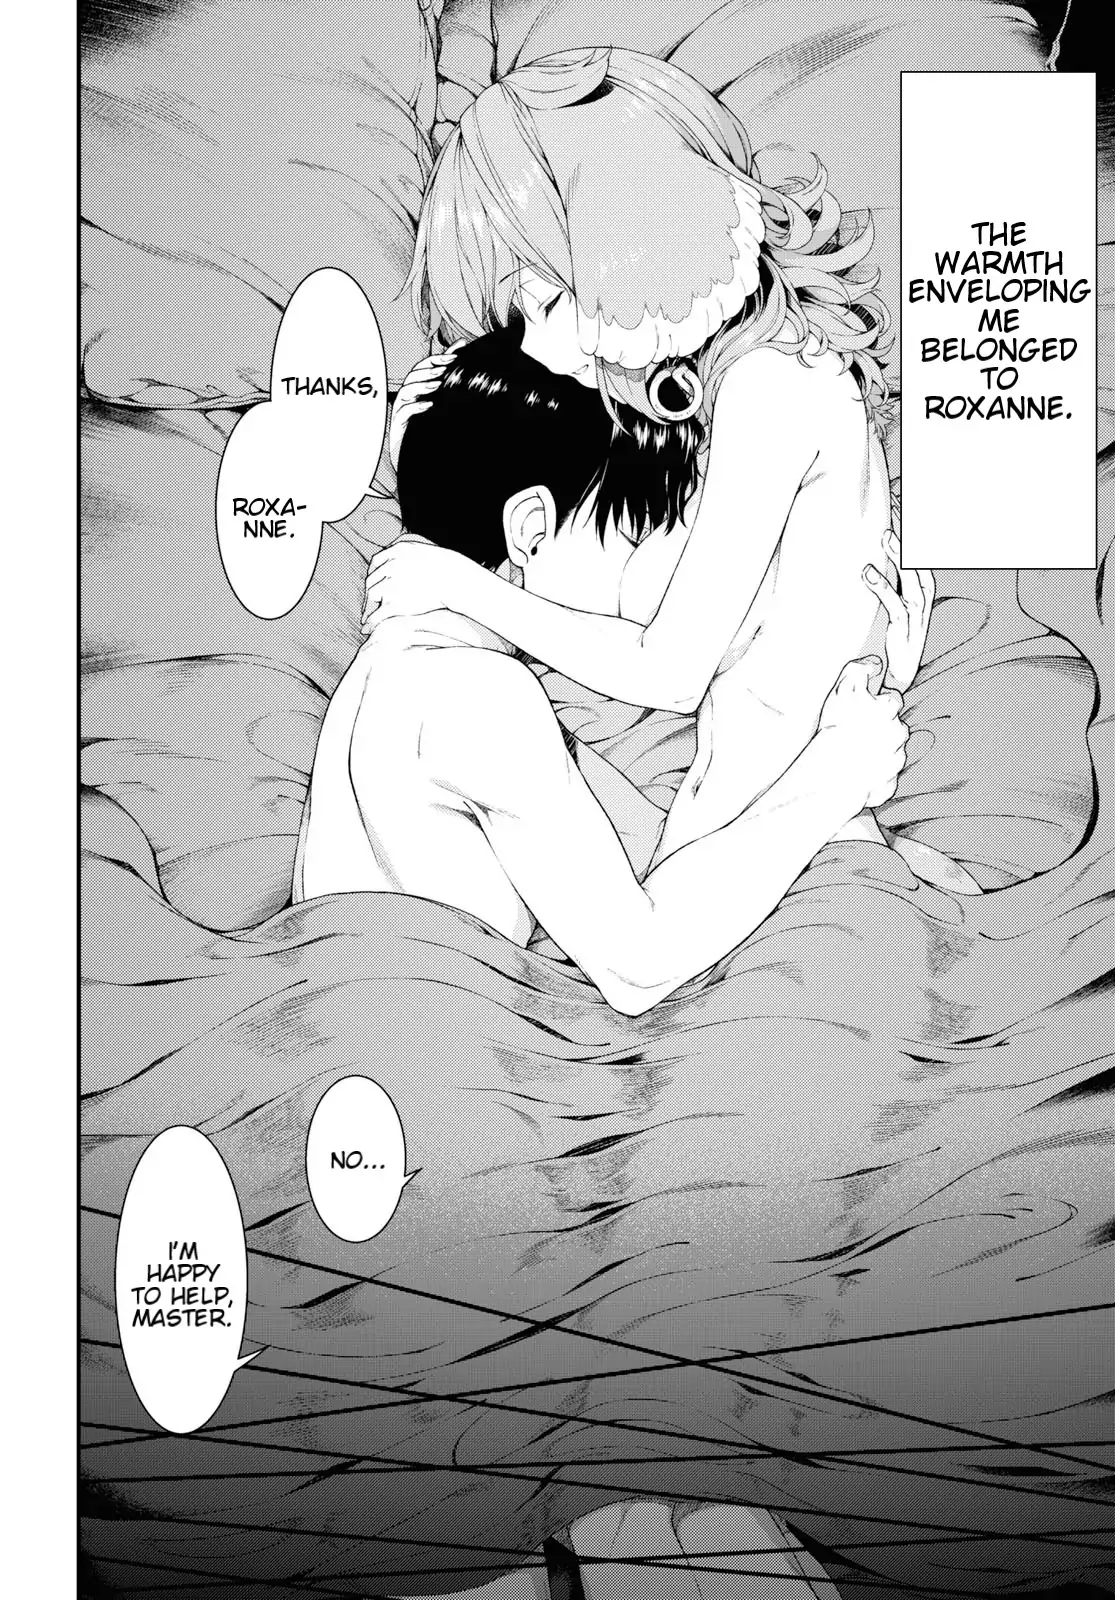 THE
WARMTH
ENVELOPING
ME
BELONGED
TO
ROXANNE.
THANKS,
ROXA-
NNE.
NO...
I'M
HAPPY
TO HELP,
MASTER.